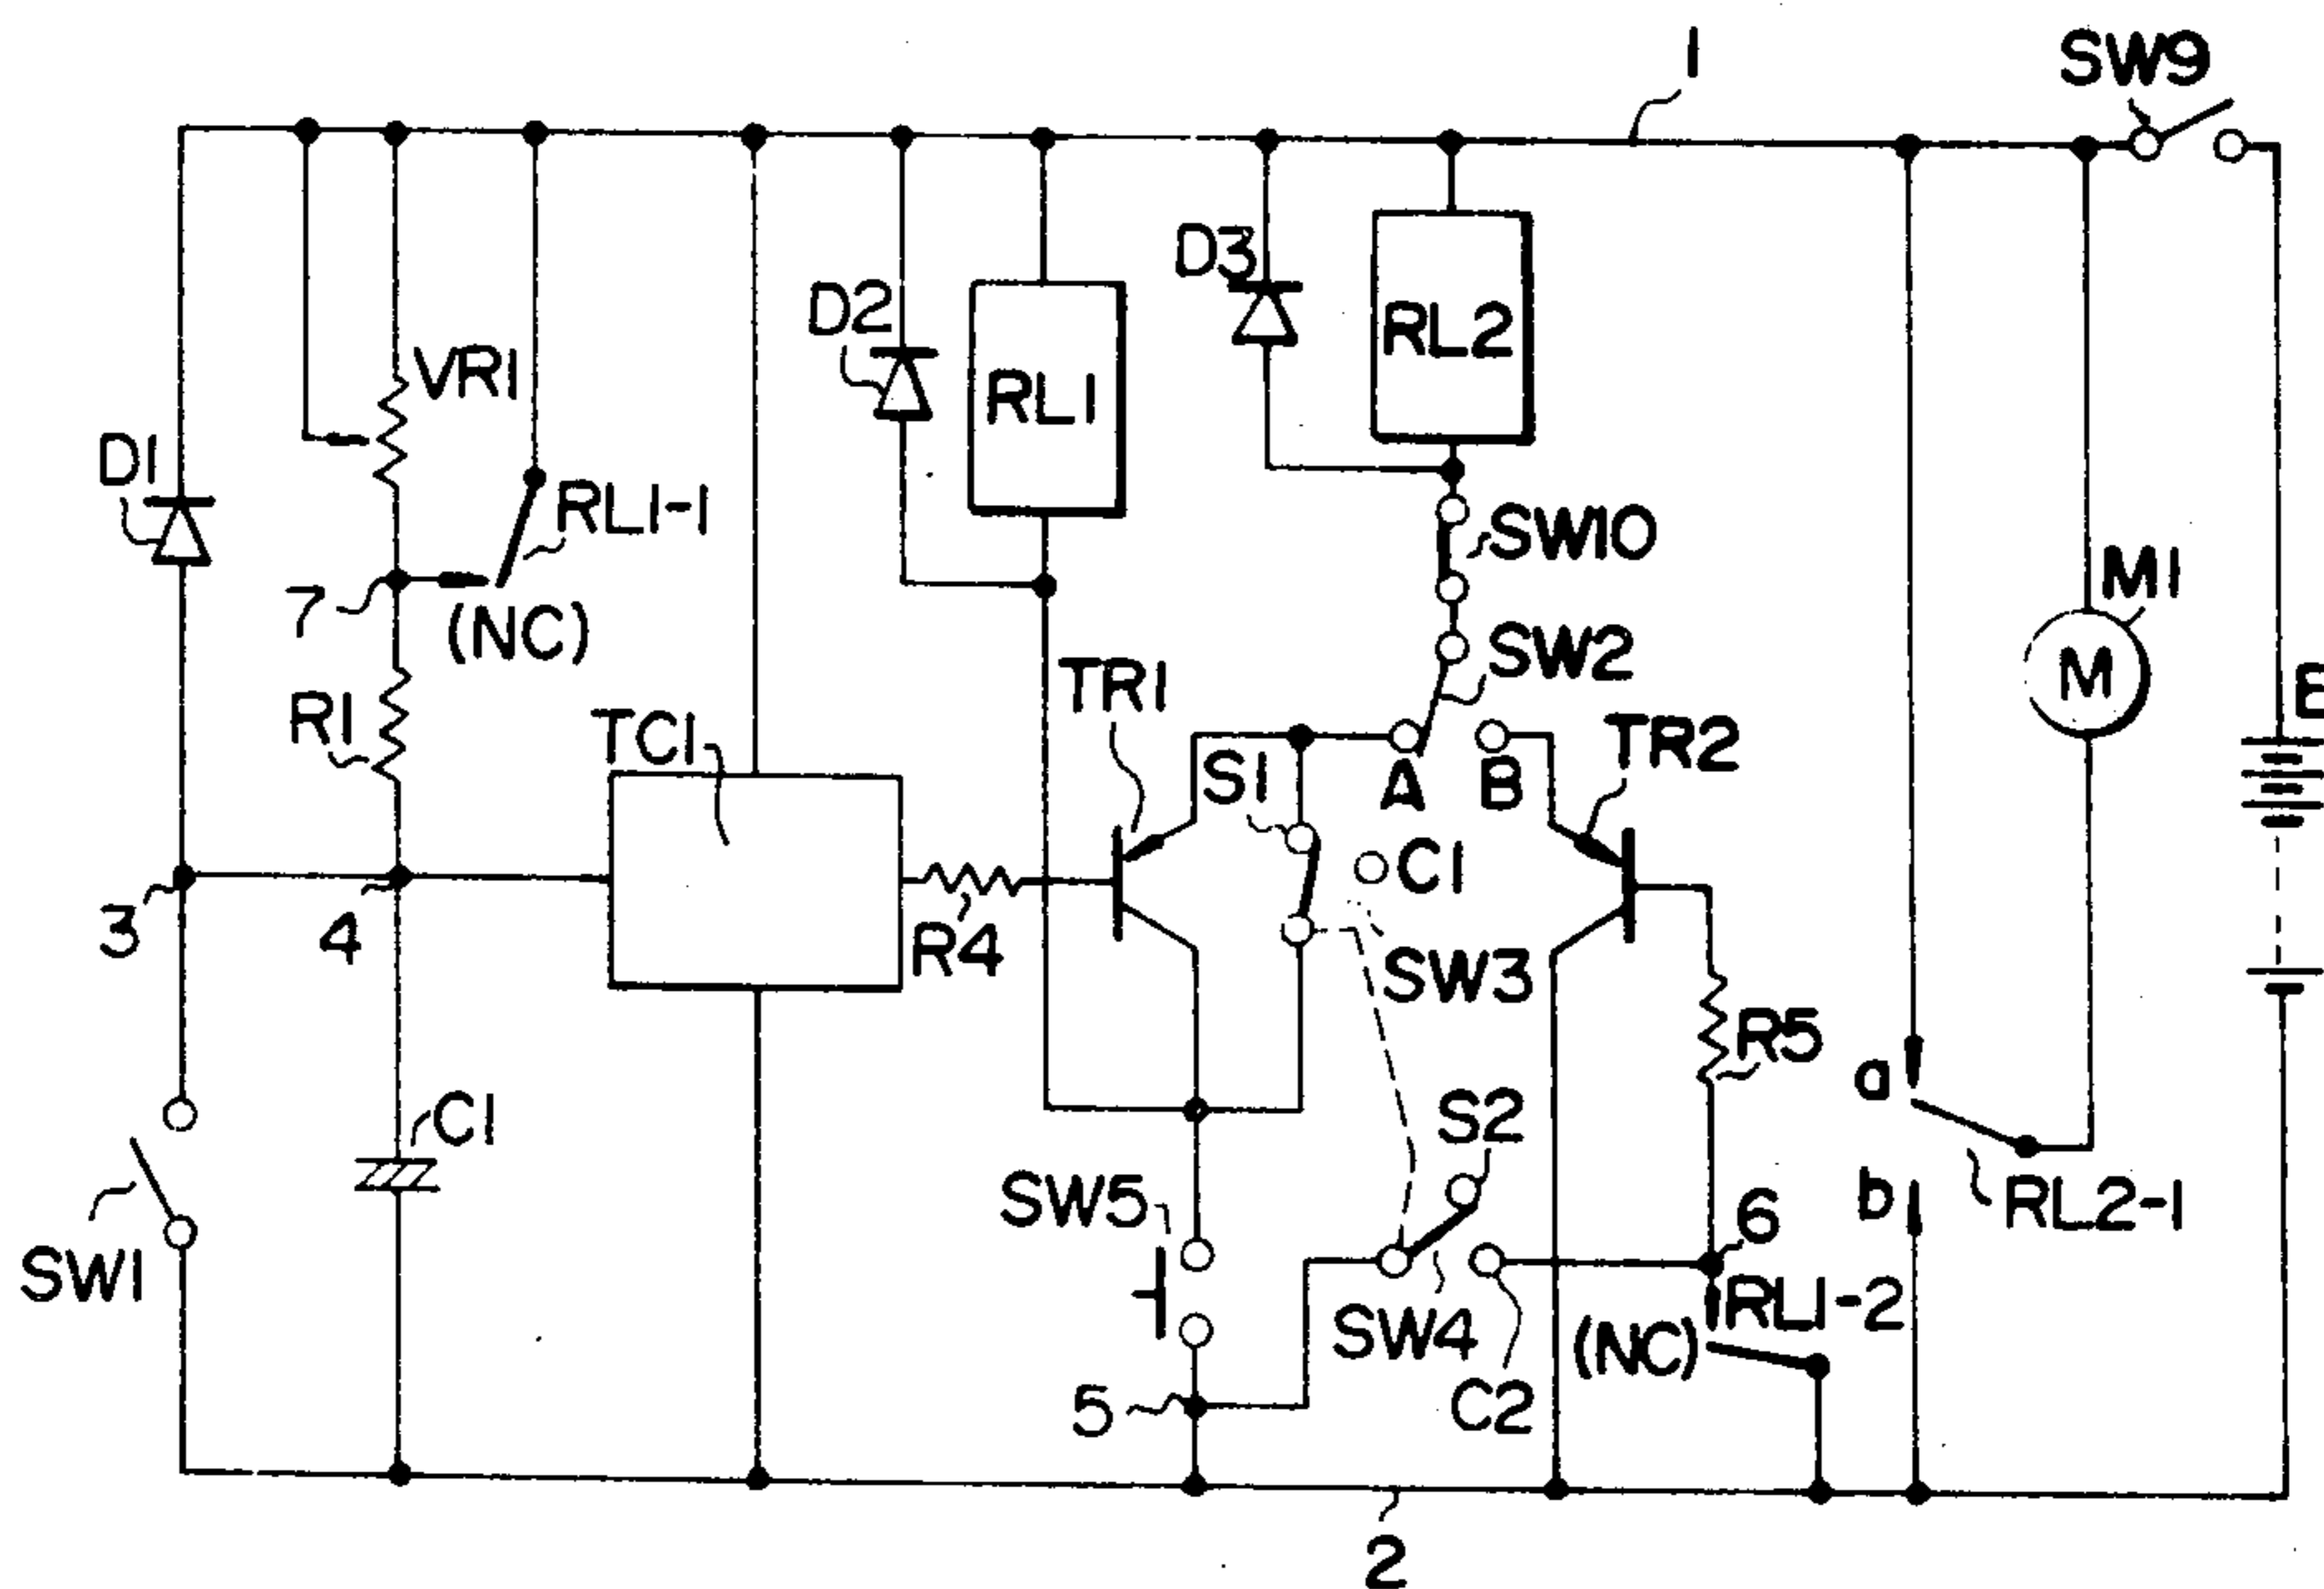 1
SW9
D3
D2
RL2
VR1
RL1
D1
RL1-1
SW10
M1
7
(NC)
SW2
M
TR1
R1
TC1
TR2
S1
A
B
C1
3
4
R4
SW3
R5
a
C1
S2
SW5
b
6
RL2-1
SW1
SW4
RL1-2
(NC)
5
C2
2